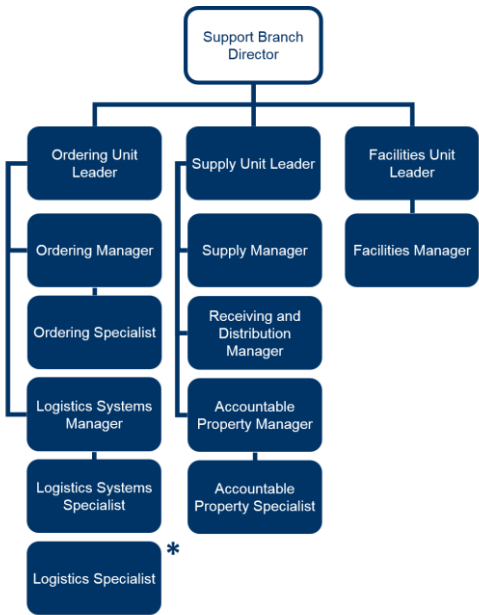 Support Branch
Director
Ordering Unit
Leader
Supply Unit Leader
Facilities Unit
Leader
Ordering Manager
Supply Manager
Facilities Manager
Ordering Specialist
Receiving and
Distribution
Manager
Logistics Systems
Manager
Accountable
Property Manager
Logistics Systems
Specialist
Accountable
Property Specialist
Logistics Specialist
*